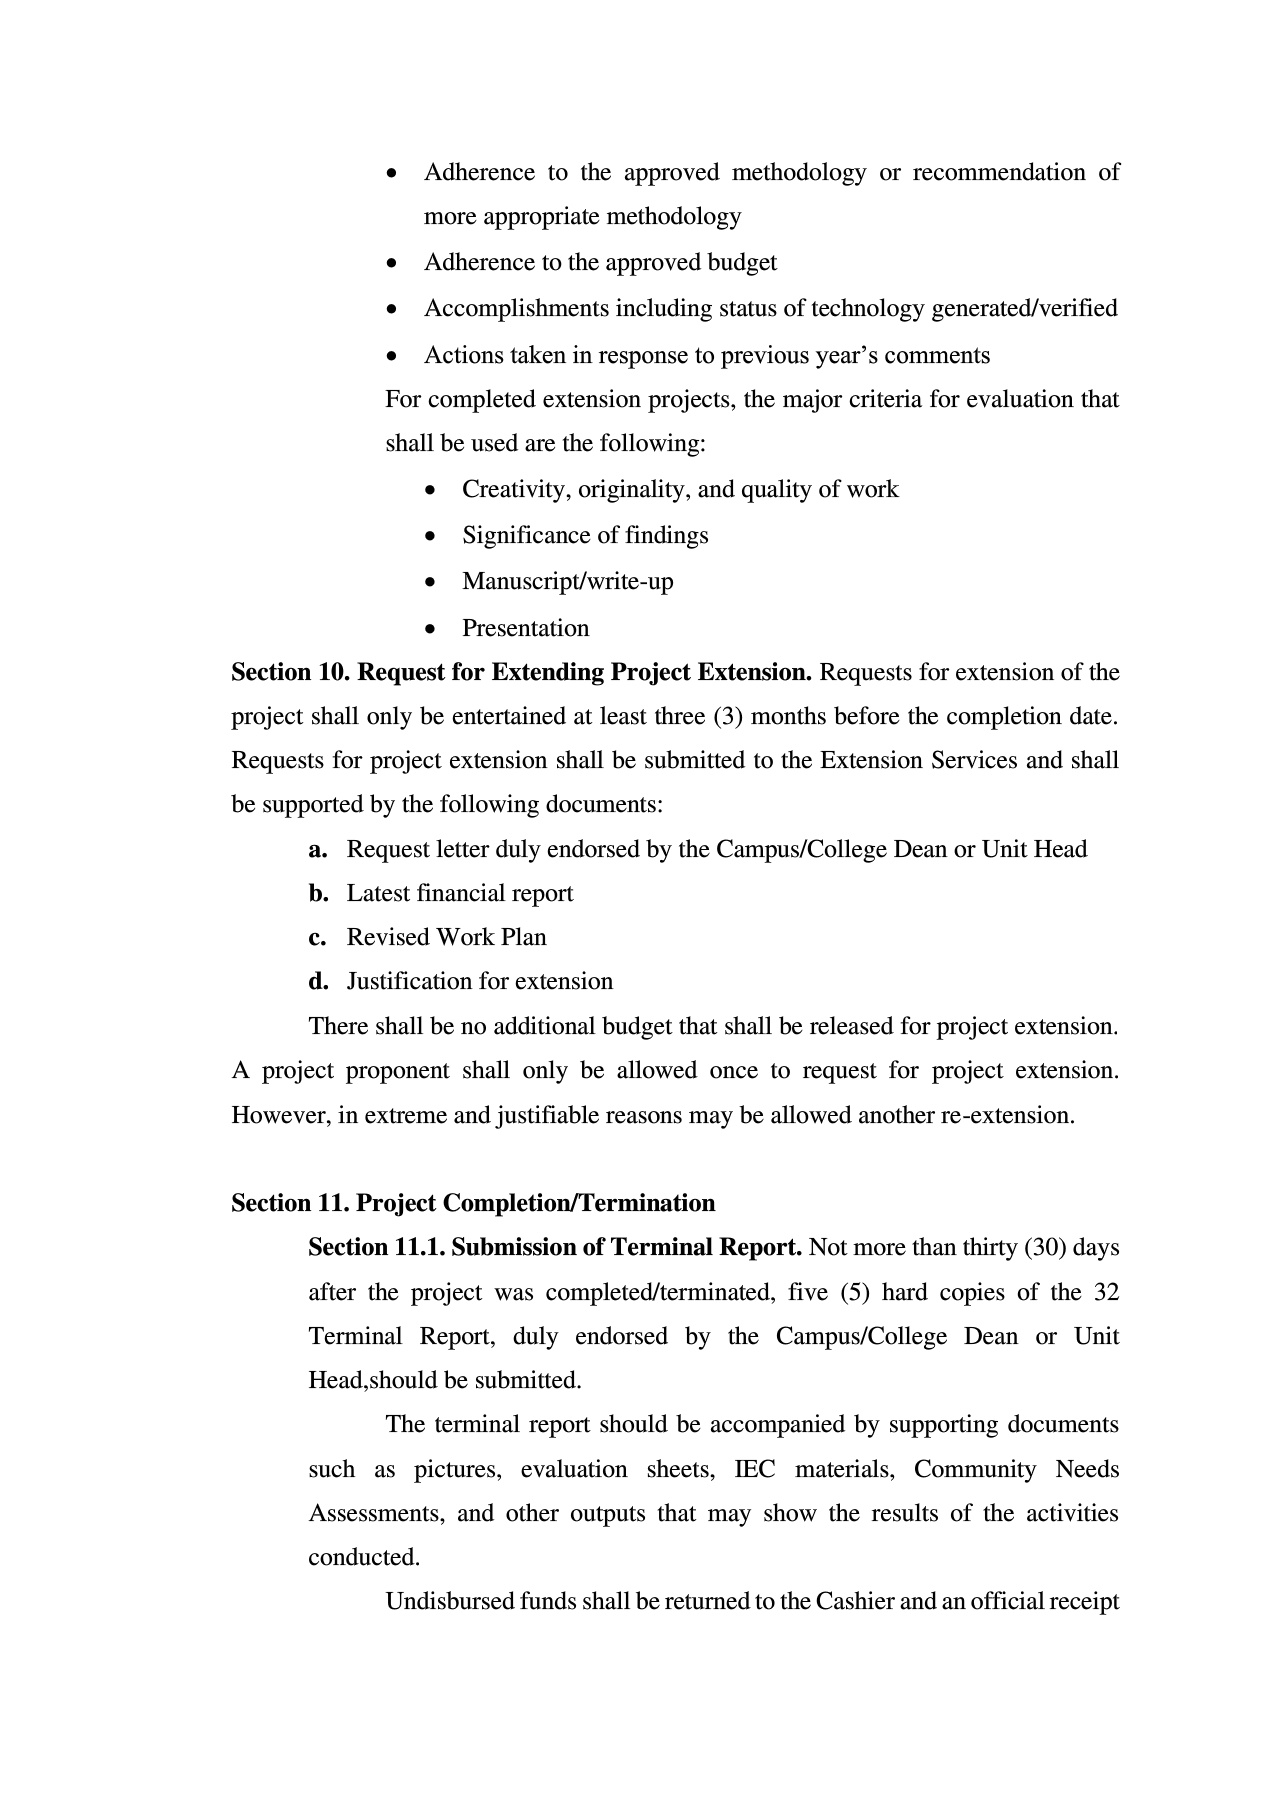 • Adherence to the approved methodology or recommendation of
more appropriate methodology
• Adherence to the approved budget
• Accomplishments including status of technology generated/verified
• Actions taken in response to previous year’s comments
For completed extension projects, the major criteria for evaluation that
shall be used are the following:
• Creativity, originality, and quality of work
• Significance of findings
• Manuscript/write-up
• Presentation
Section 10. Request for Extending Project Extension. Requests for extension of the
project shall only be entertained at least three (3) months before the completion date.
Requests for project extension shall be submitted to the Extension Services and shall
be supported by the following documents:
a. Request letter duly endorsed by the Campus/College Dean or Unit Head
b. Latest financial report
c. Revised Work Plan
d. Justification for extension
There shall be no additional budget that shall be released for project extension.
A project proponent shall only be allowed once to request for project extension.
However, in extreme and justifiable reasons may be allowed another re-extension.
Section 11. Project Completion/Termination
Section 11.1. Submission of Terminal Report. Not more than thirty (30) days
after the project was completed/terminated, five (5) hard copies of the 32
Terminal Report, duly endorsed by the Campus/College Dean or Unit
Head,should be submitted.
The terminal report should be accompanied by supporting documents
such as pictures, evaluation sheets, IEC materials, Community Needs
Assessments, and other outputs that may show the results of the activities
conducted.
Undisbursed funds shall be returned to the Cashier and an official receipt